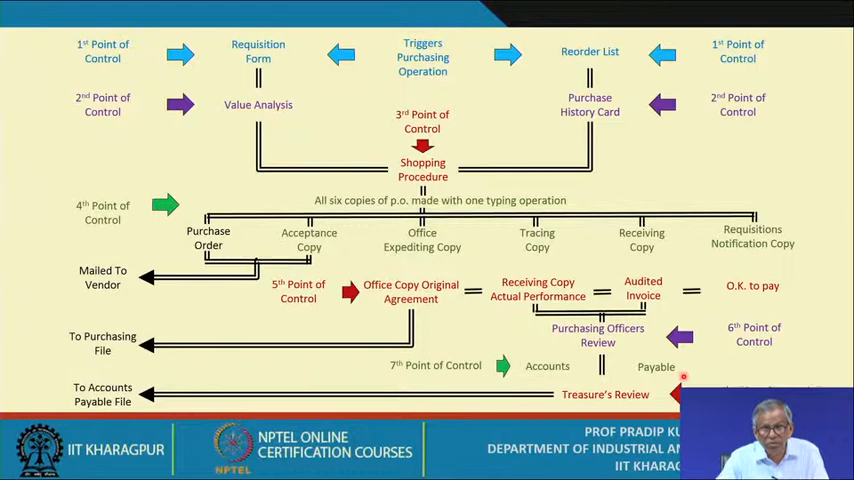 1st Point of
Control
Requisition
Form
Triggers
Purchasing
Operation
Reorder List
1st Point of
Control
2nd Point of
Control
Value Analysis
Purchase
History Card
2nd Point of
Control
3rd Point of
Control
Shopping
Procedure
4th Point of
Control
All six copies of p.o. made with one typing operation
Purchase
Order
Acceptance
Copy
Office
Expediting Copy
Tracing
Copy
Receiving
Copy
Requisitions
Notification Copy
Mailed To
Vendor
5th Point of
Control
Office Copy Original
Agreement
Receiving Copy
Actual Performance
Audited
Invoice
O.K. to pay
To Purchasing
File
Purchasing Officers
Review
6th Point of
Control
7th Point of Control
Accounts
Payable
To Accounts
Payable File
Treasure's Review
IIT KHARAGPUR
NPTEL
NPTEL ONLINE
CERTIFICATION COURSES
PROF PRADIP KU
DEPARTMENT OF INDUSTRIAL AN
IIT KHARAG